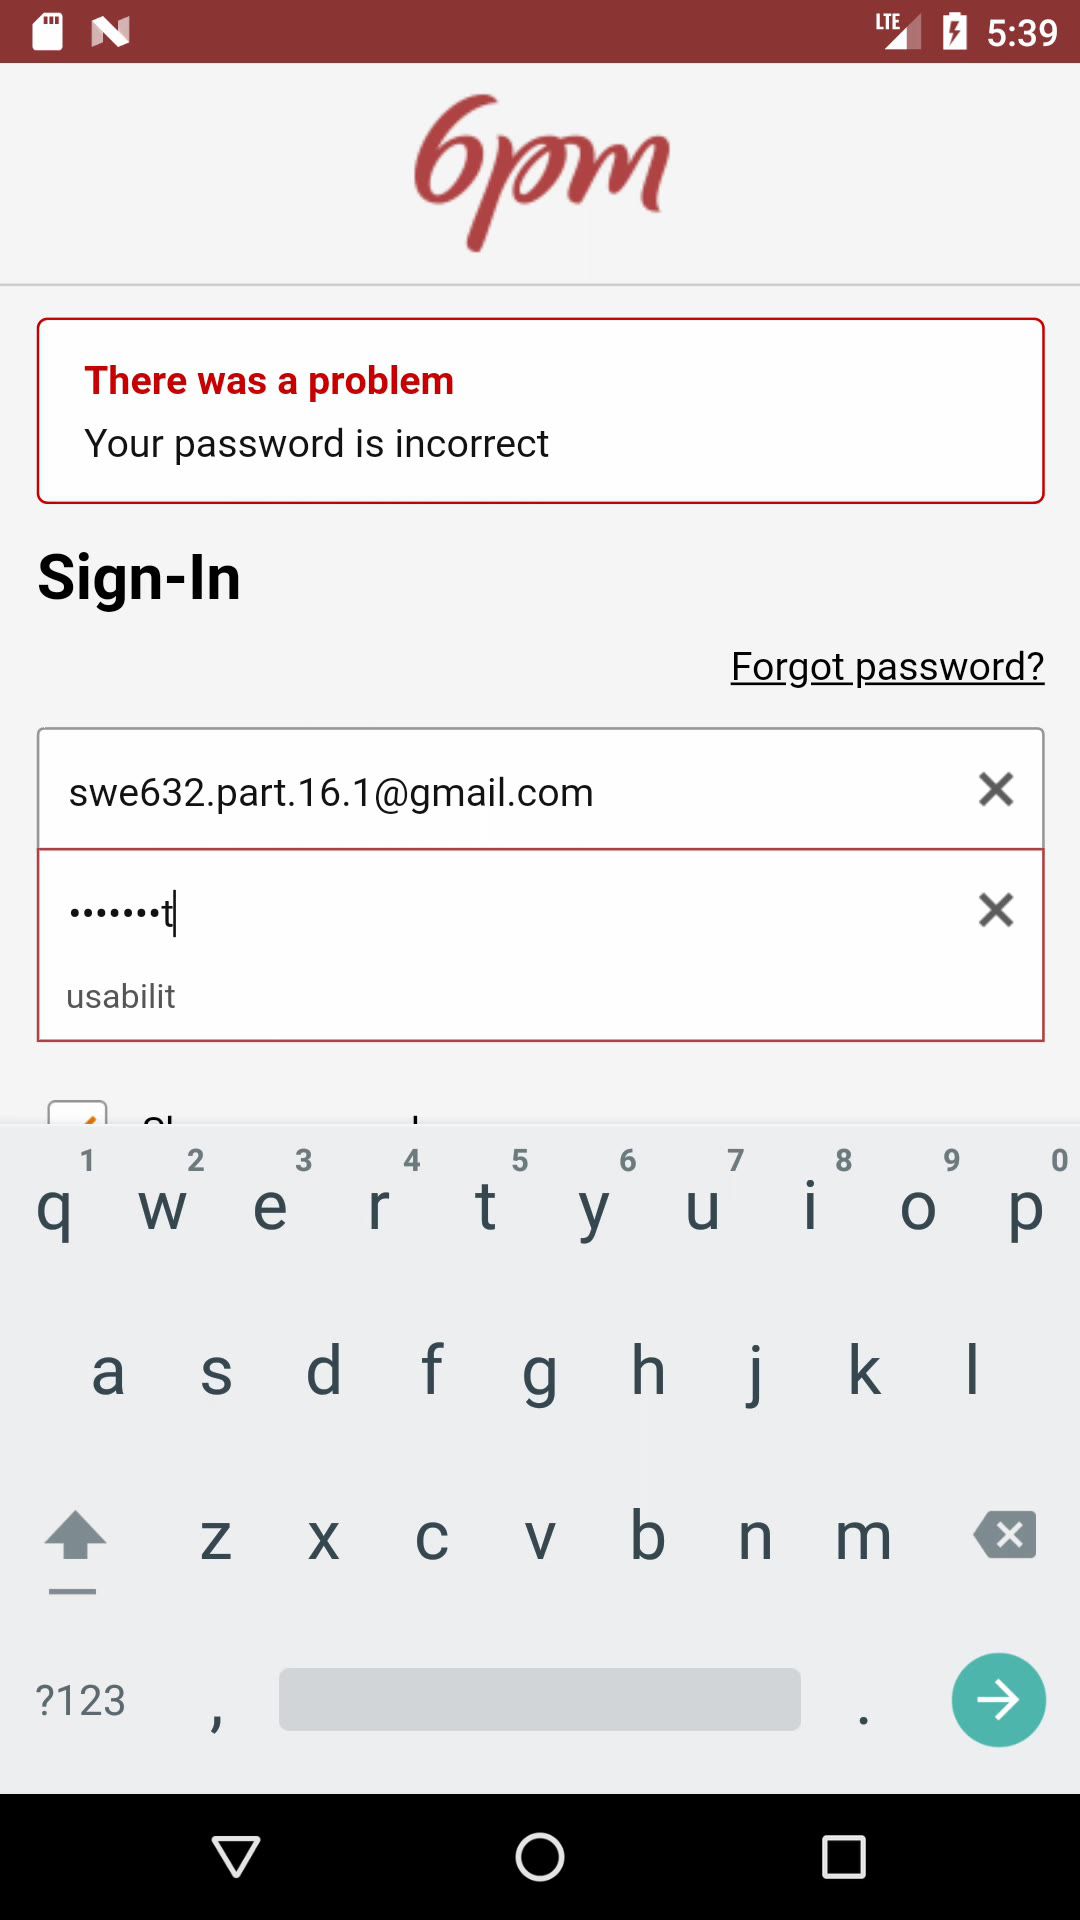 LTE 5:39
6pm
There was a problem
Your password is incorrect
Sign-In
Forgot password?
swe632.part.16.1@gmail.com
•••••••t
usabilit
1 2 3 4 5 6 7 8 9 0
q w e r t y u i o p
a s d f g h j k l
z x c v b n m
?123 , .